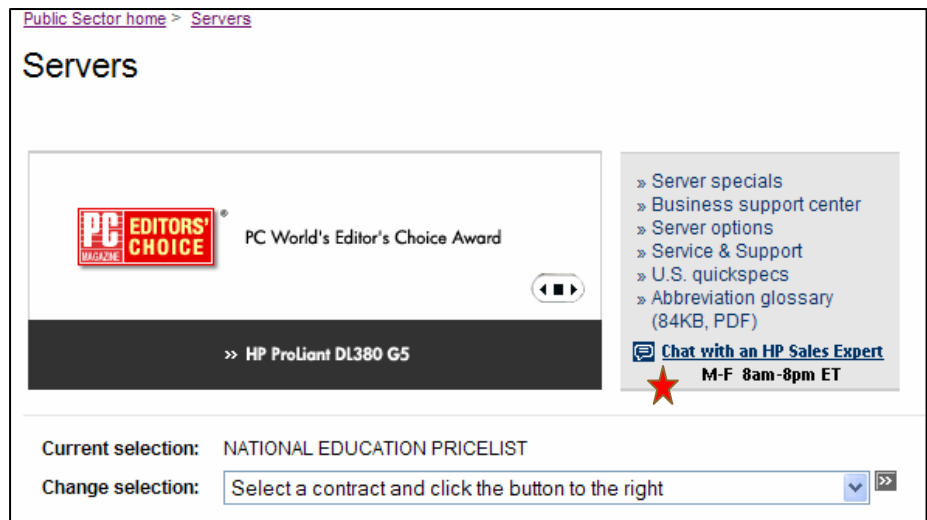 Public Sector home > Servers
Servers
PC
MAGAZINE
EDITORS'
CHOICE
®
PC World's Editor's Choice Award
» HP ProLiant DL380 G5
» Server specials
» Business support center
» Server options
» Service & Support
» U.S. quickspecs
» Abbreviation glossary
(84KB, PDF)
Chat with an HP Sales Expert
M-F 8am-8pm ET
Current selection: NATIONAL EDUCATION PRICELIST
Change selection: Select a contract and click the button to the right »